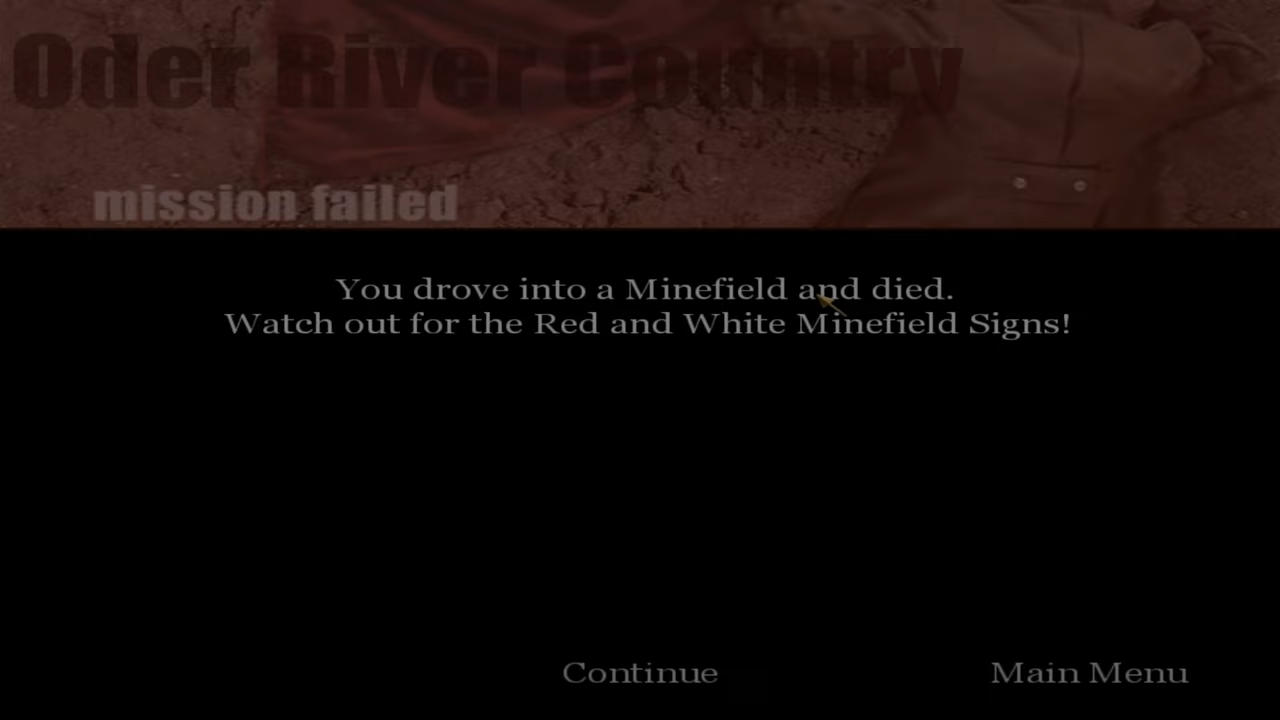 Oder River Country
mission failed
You drove into a Minefield and died.
Watch out for the Red and White Minefield Signs!
Continue
Main Menu